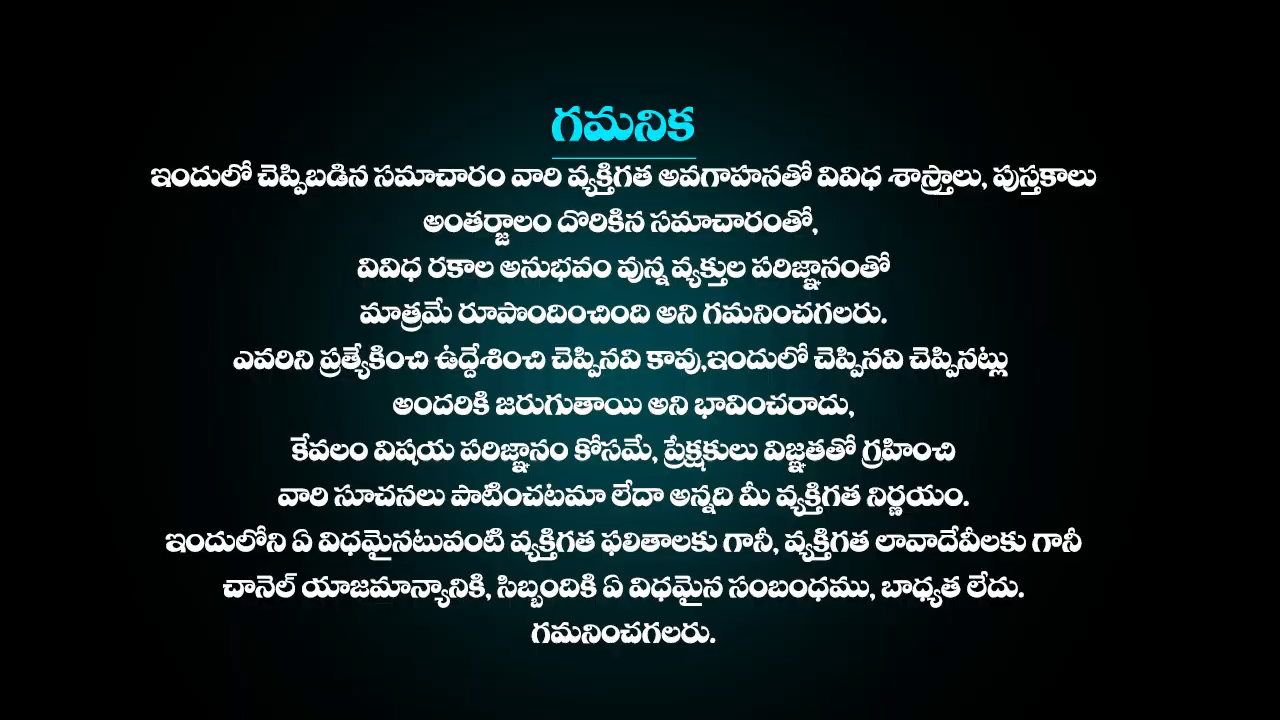 గమనిక
ఇందులో చెప్పిబడిన సమాచారం వారి వ్యక్తిగత అవగాహనతో వివిధ శాస్త్రాలు, పుస్తకాలు
అంతర్జాలం దొరికిన సమాచారంతో,
వివిధ రకాల అనుభవం వున్న వ్యక్తుల పరిజ్ఞానంతో
మాత్రమే రూపొందించింది అని గమనించగలరు.
ఎవరిని ప్రత్యేకించి ఉద్దేశించి చెప్పినవి కావు,ఇందులో చెప్పినవి చెప్పినట్లు
అందరికి జరుగుతాయి అని భావించరాదు,
కేవలం విషయ పరిజ్ఞానం కోసమే, ప్రేక్షకులు విజ్ఞతతో గ్రహించి
వారి సూచనలు పాటించటమా లేదా అన్నది మీ వ్యక్తిగత నిర్ణయం.
ఇందులోని ఏ విధమైనటువంటి వ్యక్తిగత ఫలితాలకు గానీ, వ్యక్తిగత లావాదేవీలకు గానీ
చానెల్ యాజమాన్యానికి, సిబ్బందికి ఏ విధమైన సంబంధము, బాధ్యత లేదు.
గమనించగలరు.